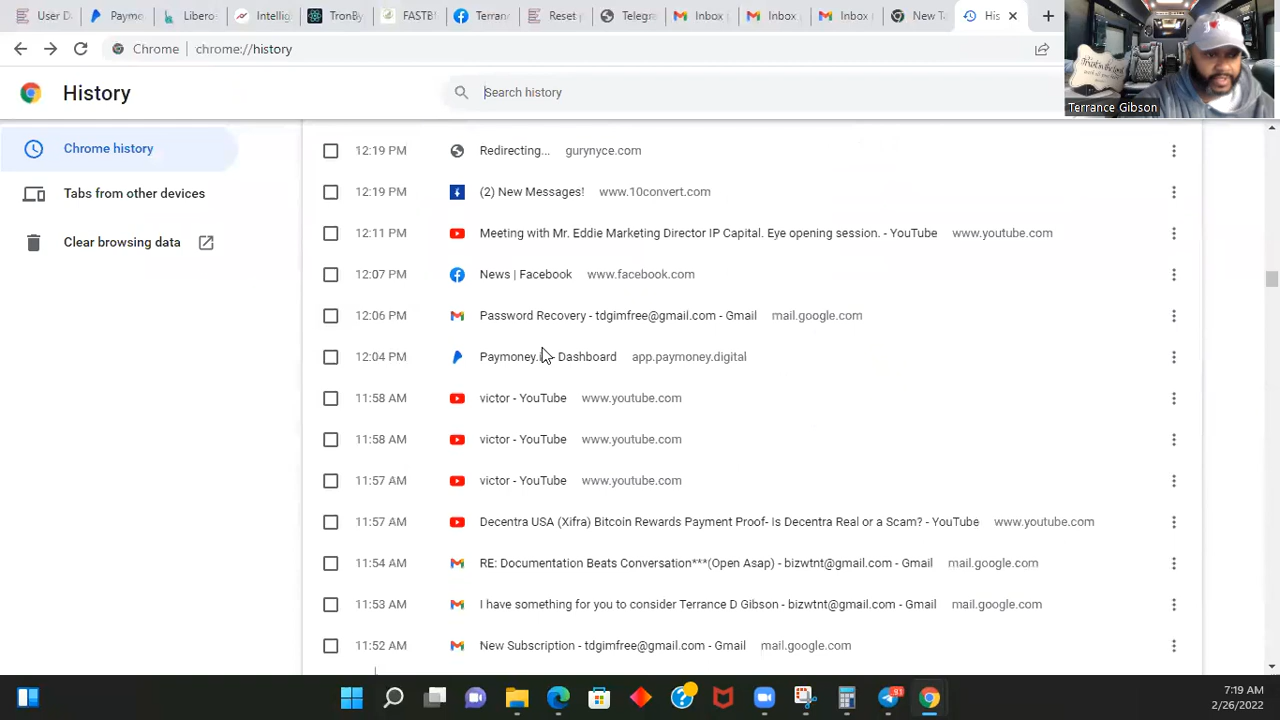 User D
Payme
Libero
Intellig
TronBy
FASTB
Fetran
Reset
Telegre
Inbox
Inbox
Inbox
New T
His
Chrome chrome://history
Terrance Gibson
History
Search history
Chrome history
Tabs from other devices
Clear browsing data
12:19 PM Redirecting... gurynyce.com
12:19 PM (2) New Messages! www.10convert.com
12:11 PM Meeting with Mr. Eddie Marketing Director IP Capital. Eye opening session. - YouTube www.youtube.com
12:07 PM News | Facebook www.facebook.com
12:06 PM Password Recovery - tdgimfree@gmail.com - Gmail mail.google.com
12:04 PM Paymoney. - Dashboard app.paymoney.digital
11:58 AM victor - YouTube www.youtube.com
11:58 AM victor - YouTube www.youtube.com
11:57 AM victor - YouTube www.youtube.com
11:57 AM Decentra USA (Xifra) Bitcoin Rewards Payment Proof- Is Decentra Real or a Scam? - YouTube www.youtube.com
11:54 AM RE: Documentation Beats Conversation***(Open Asap) - bizwtnt@gmail.com - Gmail mail.google.com
11:53 AM I have something for you to consider Terrance D Gibson - bizwtnt@gmail.com - Gmail mail.google.com
11:52 AM New Subscription - tdgimfree@gmail.com - Gmail mail.google.com
93
7:19 AM
2/26/2022